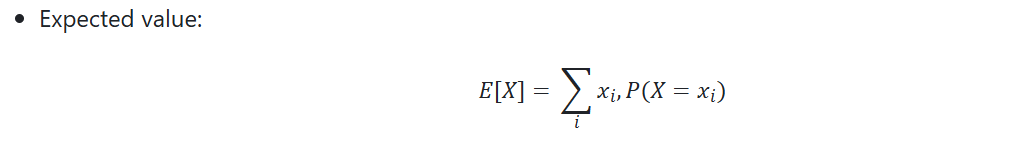 • Expected value:
E[X] = ∑ᵢ xᵢ, P(X = xᵢ)